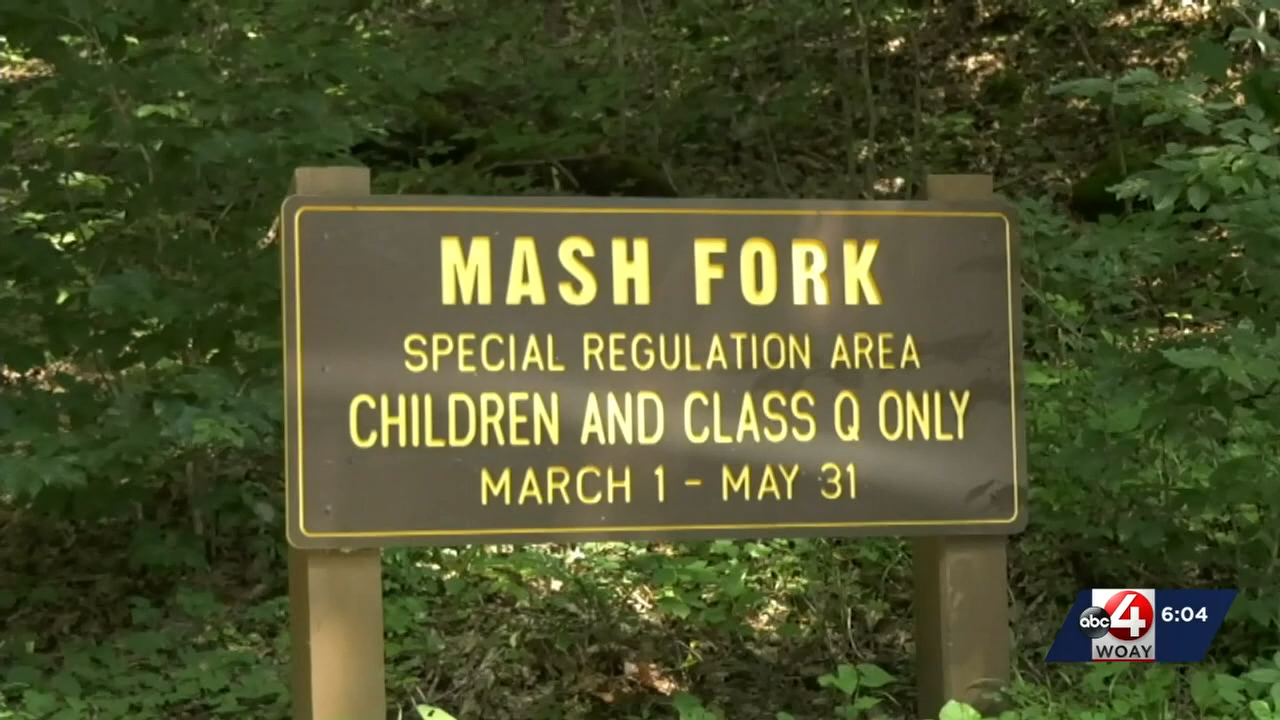 MASH FORK
SPECIAL REGULATION AREA
CHILDREN AND CLASS Q ONLY
MARCH 1 - MAY 31
abc 4 6:04
WOAY